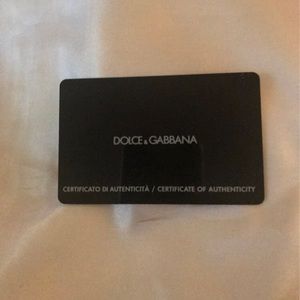 DOLCE & GABBANA
CERTIFICATO DI AUTENTICITÀ / CERTIFICATE OF AUTHENTICITY